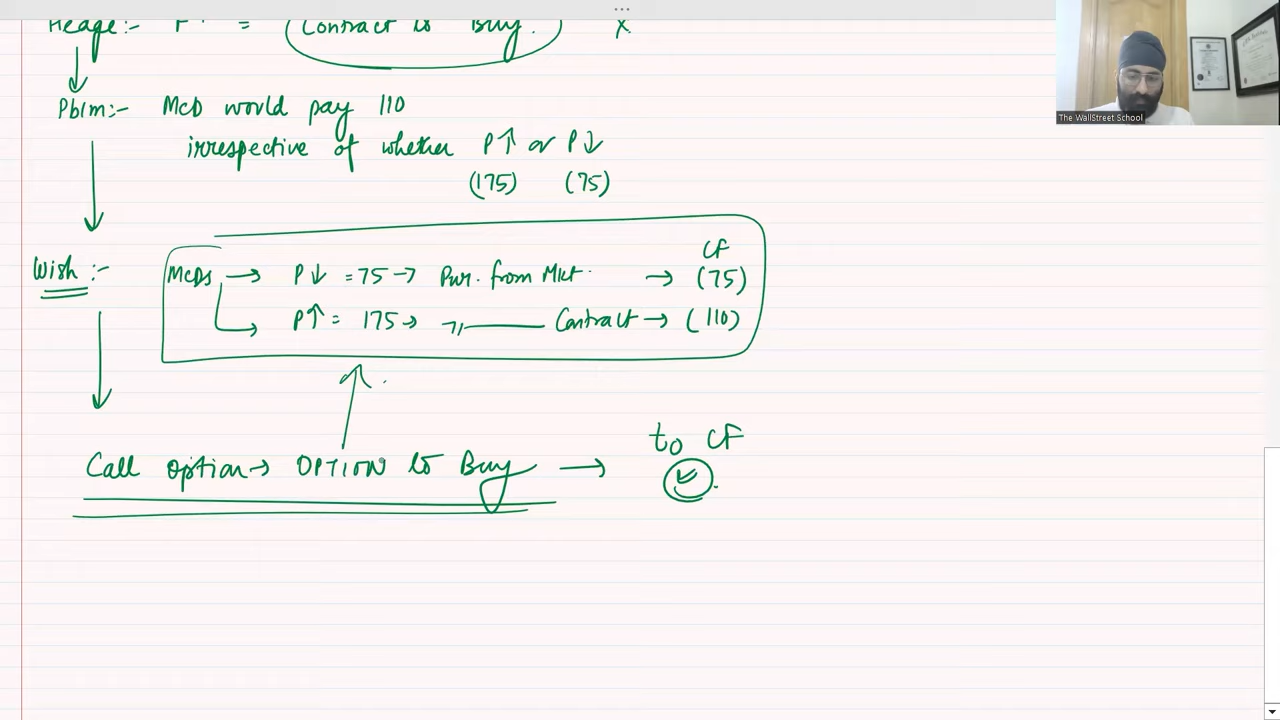 Hedge:- = Contract to Buy. X
The WallStreet School
Pblm:- McD would pay 110
irrespective of whether P↑ or P↓
(175) (75)
CF
Wish :- McDs → P↓ = 75 → Pur. from Mkt. → (75)
P↑ = 175 → —〃— Contract → (110)
to CF
Call option → OPTION to Buy →